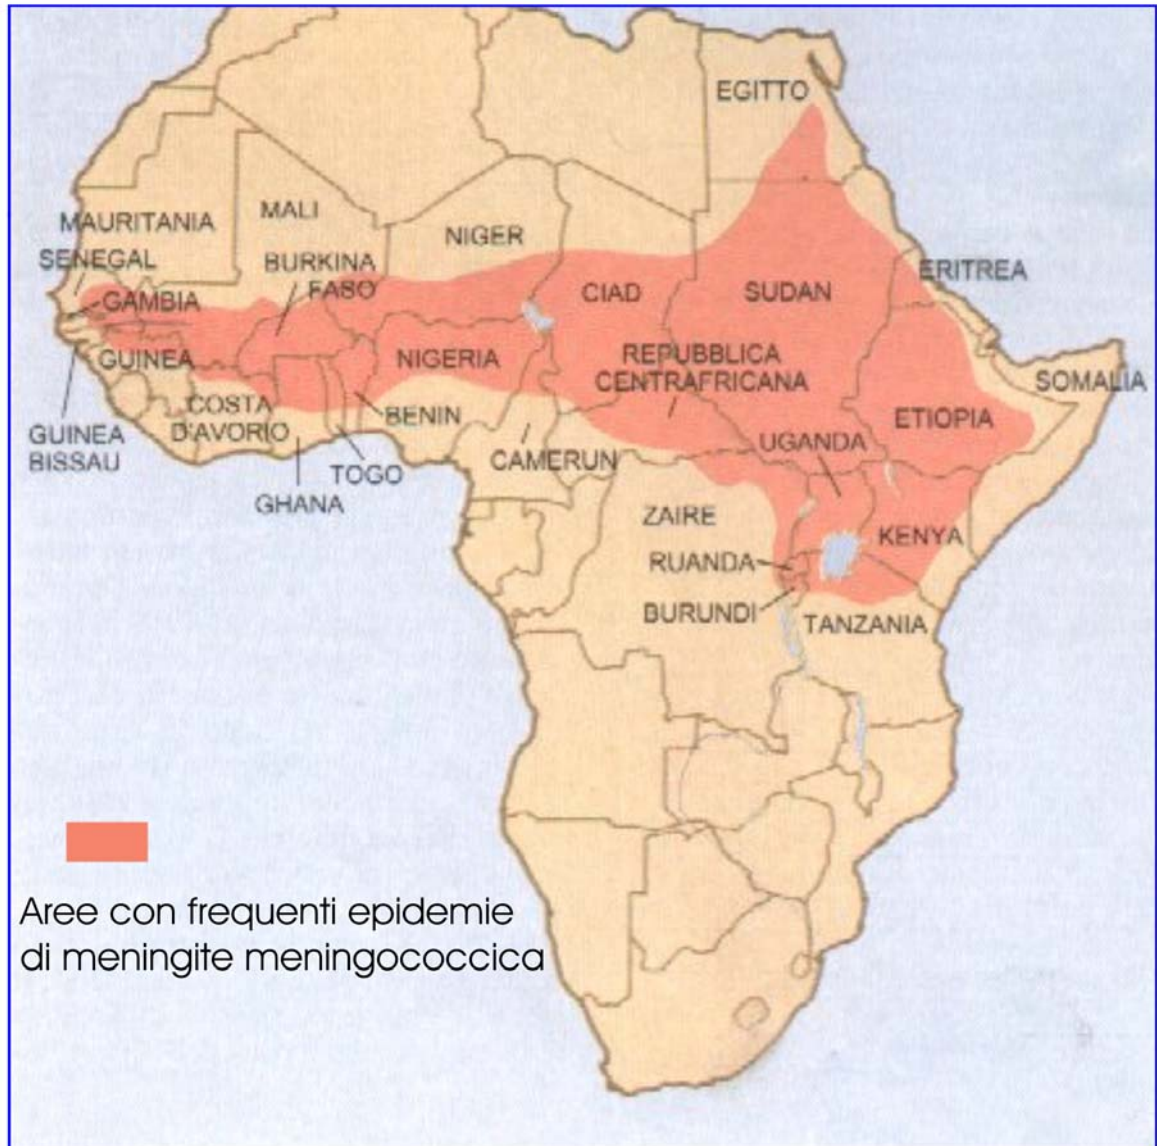 EGITTO
MAURITANIA
MALI
NIGER
SENEGAL
BURKINA
FASO
ERITREA
GAMBIA
CIAD
SUDAN
GUINEA
NIGERIA
REPUBBLICA
CENTRAFRICANA
SOMALIA
COSTA
D'AVORIO
BENIN
ETIOPIA
GUINEA
BISSAU
UGANDA
TOGO
CAMERUN
GHANA
ZAIRE
KENYA
RUANDA
BURUNDI
TANZANIA
Aree con frequenti epidemie
di meningite meningococcica